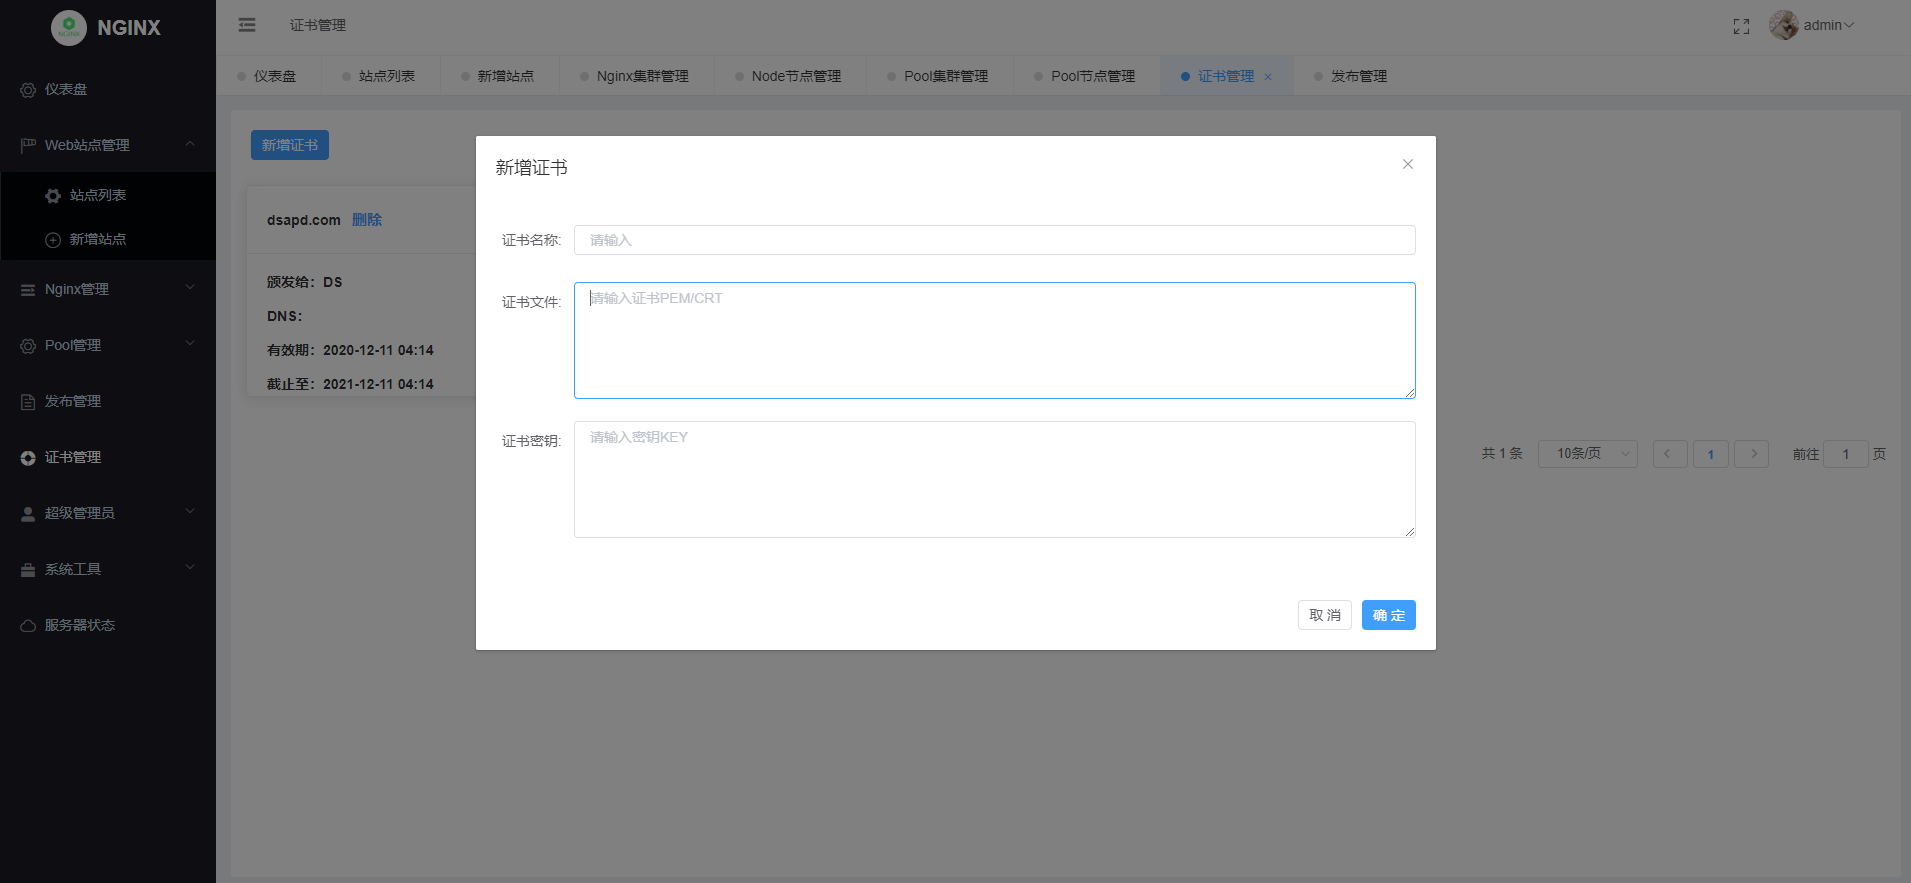 NGINX
证书管理
admin
仪表盘
站点列表
新增站点
Nginx集群管理
Node节点管理
Pool集群管理
Pool节点管理
证书管理
发布管理
仪表盘
Web站点管理
站点列表
新增站点
Nginx管理
Pool管理
发布管理
证书管理
超级管理员
系统工具
服务器状态
新增证书
dsapd.com 删除
颁发给：DS
DNS：
有效期：2020-12-11 04:14
截止至：2021-12-11 04:14
新增证书
证书名称: 请输入
证书文件: 请输入证书PEM/CRT
证书密钥: 请输入密钥KEY
取 消 确 定
共 1 条 10条/页 1 前往 1 页